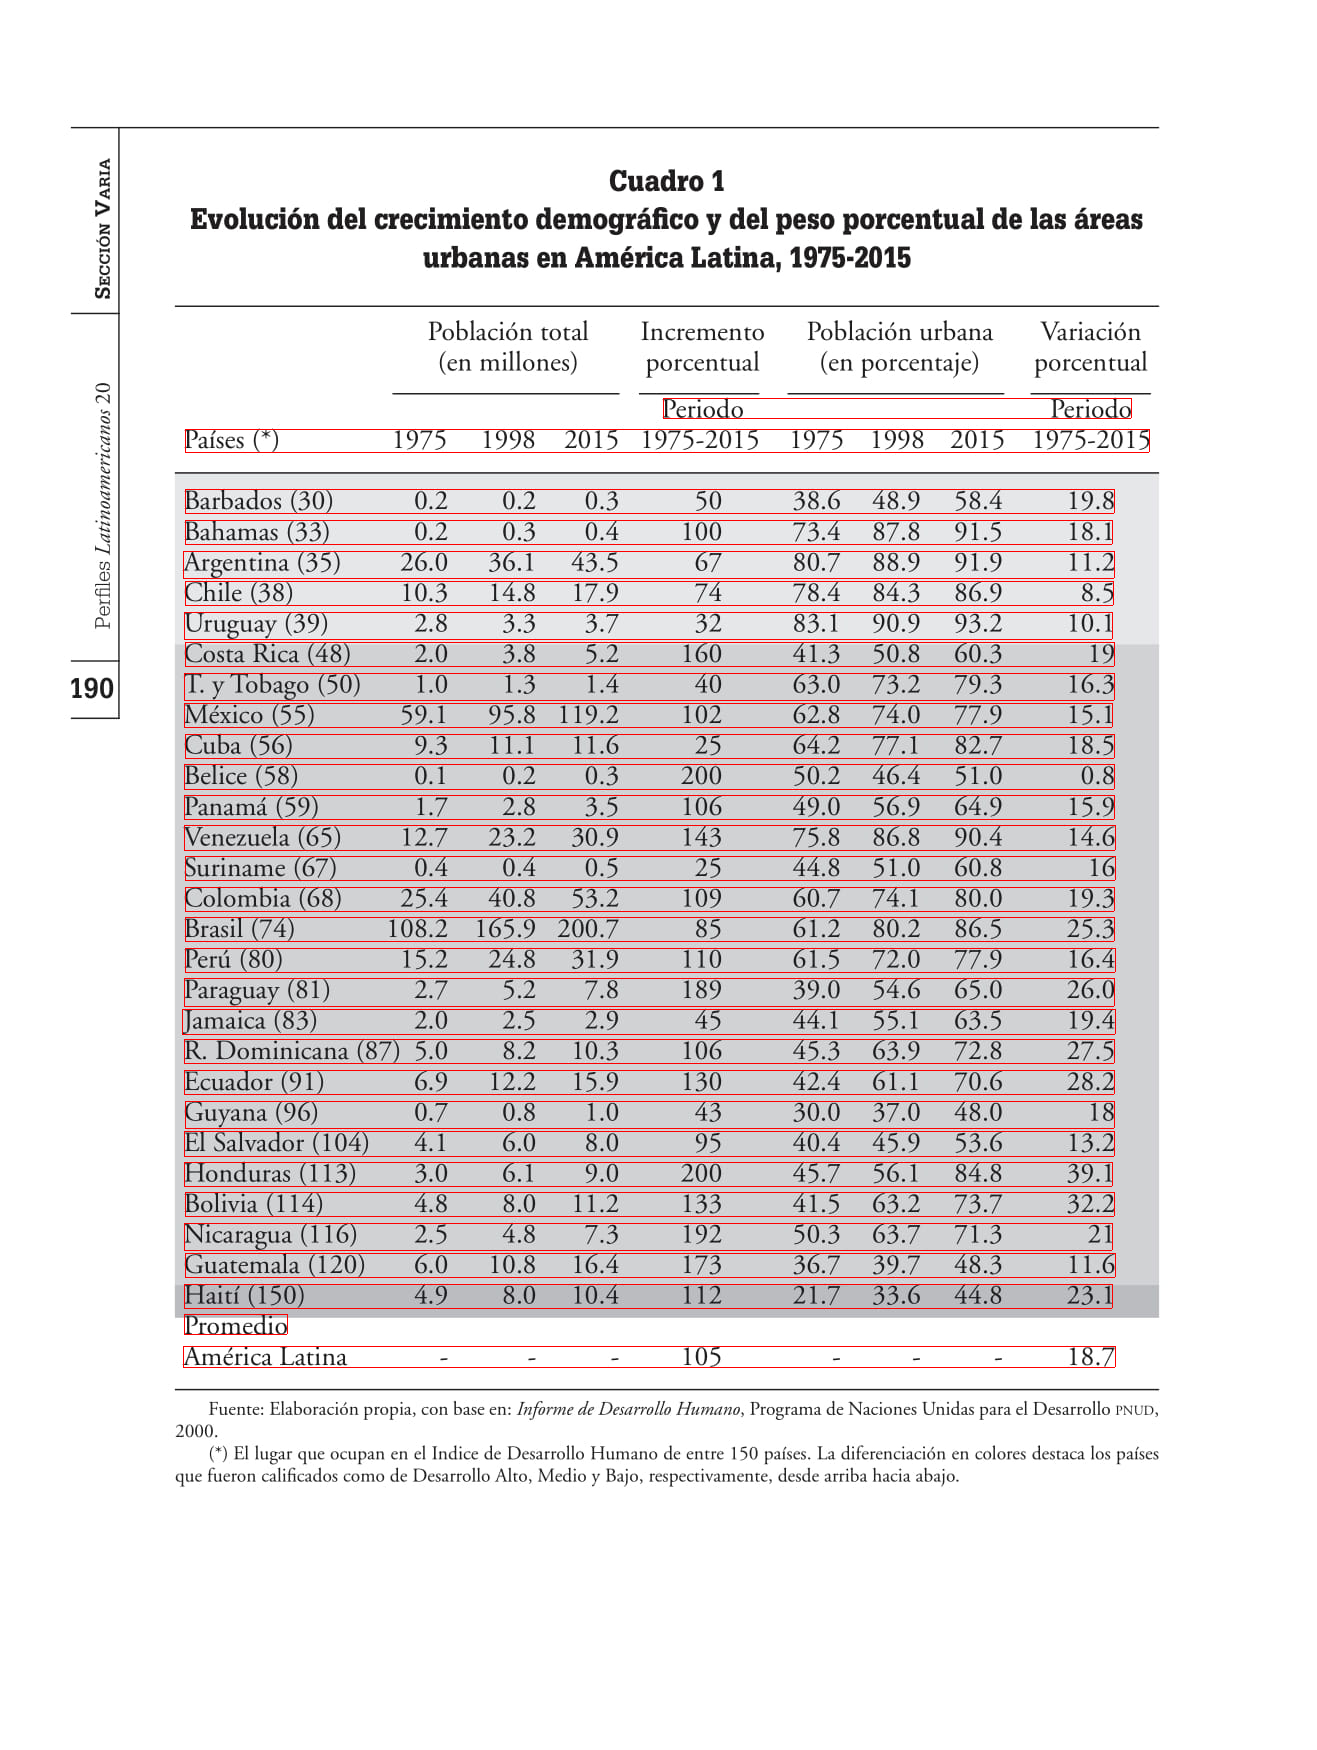 SECCIÓN VARIA
Perfiles Latinoamericanos 20
190
Cuadro 1
Evolución del crecimiento demográfico y del peso porcentual de las áreas
urbanas en América Latina, 1975-2015
Población total Incremento Población urbana Variación
(en millones) porcentual (en porcentaje) porcentual
Periodo Periodo
Países (*) 1975 1998 2015 1975-2015 1975 1998 2015 1975-2015
Barbados (30) 0.2 0.2 0.3 50 38.6 48.9 58.4 19.8
Bahamas (33) 0.2 0.3 0.4 100 73.4 87.8 91.5 18.1
Argentina (35) 26.0 36.1 43.5 67 80.7 88.9 91.9 11.2
Chile (38) 10.3 14.8 17.9 74 78.4 84.3 86.9 8.5
Uruguay (39) 2.8 3.3 3.7 32 83.1 90.9 93.2 10.1
Costa Rica (48) 2.0 3.8 5.2 160 41.3 50.8 60.3 19
T. y Tobago (50) 1.0 1.3 1.4 40 63.0 73.2 79.3 16.3
México (55) 59.1 95.8 119.2 102 62.8 74.0 77.9 15.1
Cuba (56) 9.3 11.1 11.6 25 64.2 77.1 82.7 18.5
Belice (58) 0.1 0.2 0.3 200 50.2 46.4 51.0 0.8
Panamá (59) 1.7 2.8 3.5 106 49.0 56.9 64.9 15.9
Venezuela (65) 12.7 23.2 30.9 143 75.8 86.8 90.4 14.6
Suriname (67) 0.4 0.4 0.5 25 44.8 51.0 60.8 16
Colombia (68) 25.4 40.8 53.2 109 60.7 74.1 80.0 19.3
Brasil (74) 108.2 165.9 200.7 85 61.2 80.2 86.5 25.3
Perú (80) 15.2 24.8 31.9 110 61.5 72.0 77.9 16.4
Paraguay (81) 2.7 5.2 7.8 189 39.0 54.6 65.0 26.0
Jamaica (83) 2.0 2.5 2.9 45 44.1 55.1 63.5 19.4
R. Dominicana (87) 5.0 8.2 10.3 106 45.3 63.9 72.8 27.5
Ecuador (91) 6.9 12.2 15.9 130 42.4 61.1 70.6 28.2
Guyana (96) 0.7 0.8 1.0 43 30.0 37.0 48.0 18
El Salvador (104) 4.1 6.0 8.0 95 40.4 45.9 53.6 13.2
Honduras (113) 3.0 6.1 9.0 200 45.7 56.1 84.8 39.1
Bolivia (114) 4.8 8.0 11.2 133 41.5 63.2 73.7 32.2
Nicaragua (116) 2.5 4.8 7.3 192 50.3 63.7 71.3 21
Guatemala (120) 6.0 10.8 16.4 173 36.7 39.7 48.3 11.6
Haití (150) 4.9 8.0 10.4 112 21.7 33.6 44.8 23.1
Promedio
América Latina - - - 105 - - - 18.7
Fuente: Elaboración propia, con base en: Informe de Desarrollo Humano, Programa de Naciones Unidas para el Desarrollo PNUD,
2000.
(*) El lugar que ocupan en el Indice de Desarrollo Humano de entre 150 países. La diferenciación en colores destaca los países
que fueron calificados como de Desarrollo Alto, Medio y Bajo, respectivamente, desde arriba hacia abajo.